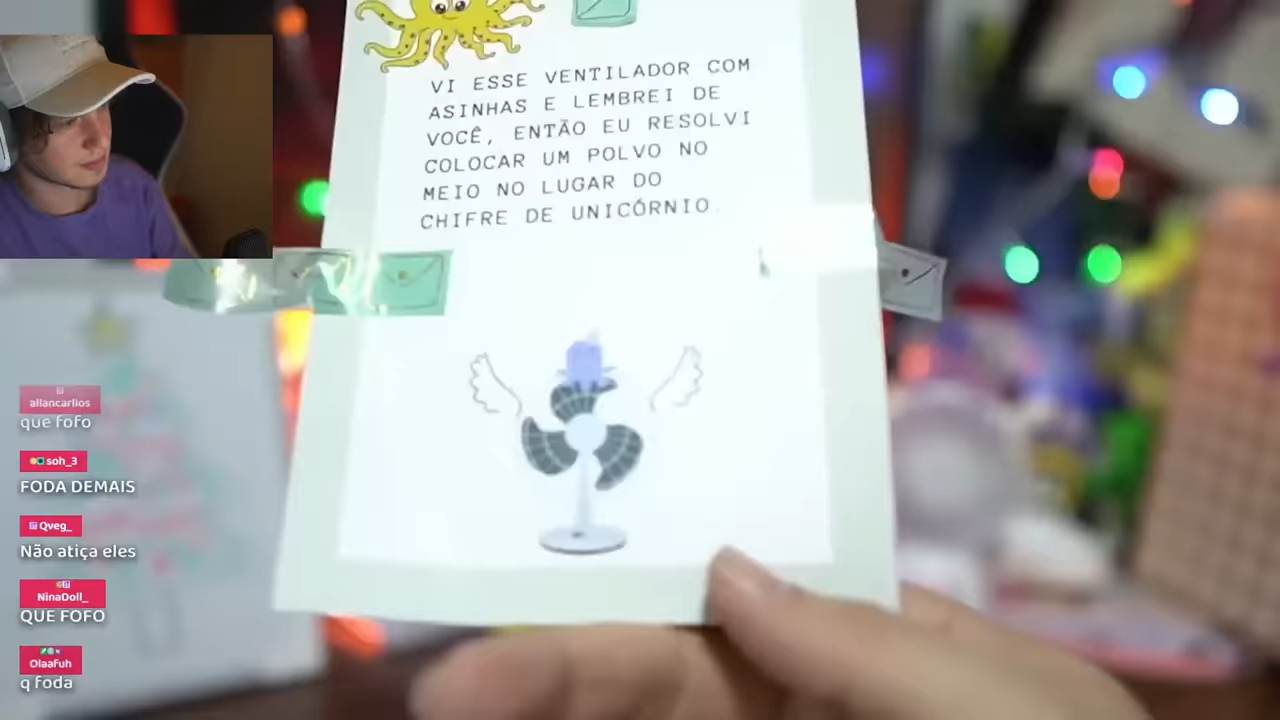 VI ESSE VENTILADOR COM
ASINHAS E LEMBREI DE
VOCÊ, ENTÃO EU RESOLVI
COLOCAR UM POLVO NO
MEIO NO LUGAR DO
CHIFRE DE UNICÓRNIO.
allancarlios
que fofo
soh_3
FODA DEMAIS
Qveg_
Não atiça eles
NinaDoll_
QUE FOFO
Olaafuh
q foda